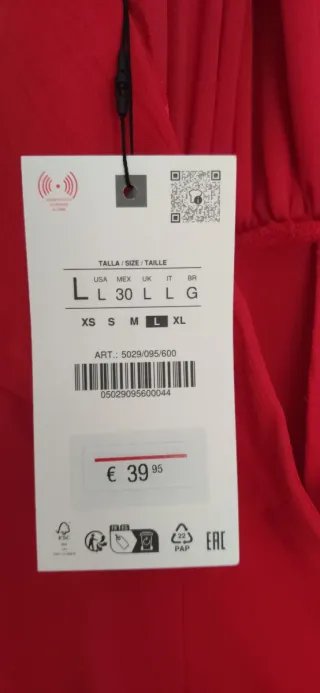 TALLA / SIZE / TAILLE
L USA MEX UK IT BR
L 30 L L G
XS S M L XL
ART.: 5029/095/600
05029095600044
€ 39 95
FSC
22
PAP
EAC